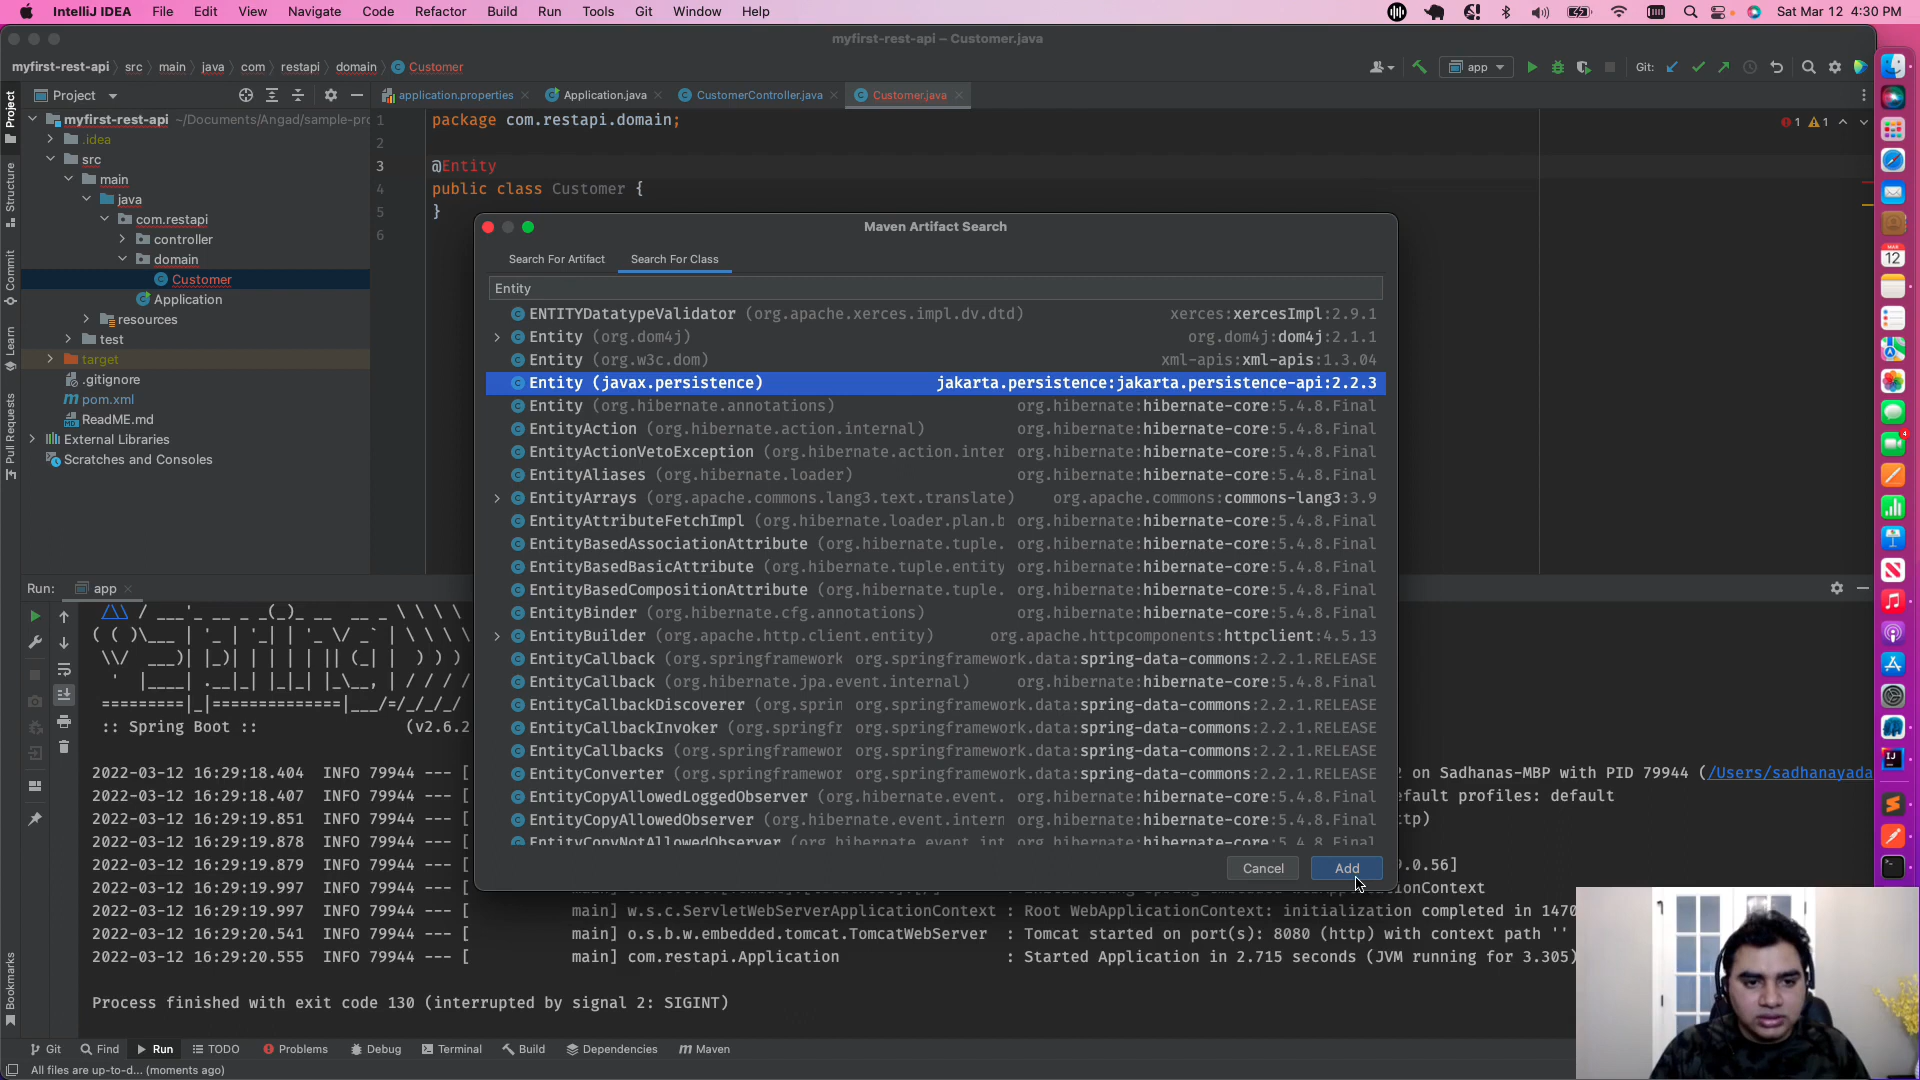 IntelliJ IDEA File Edit View Navigate Code Refactor Build Run Tools Git Window Help Sat Mar 12 4:30 PM
myfirst-rest-api – Customer.java
myfirst-rest-api src main java com restapi domain Customer app Git:
Project application.properties Application.java CustomerController.java Customer.java
myfirst-rest-api ~/Documents/Angad/sample-pro
.idea
src
main
java
com.restapi
controller
domain
Customer
Application
resources
test
target
.gitignore
pom.xml
ReadME.md
External Libraries
Scratches and Consoles
Project
Structure
Commit
Learn
Pull Requests
Bookmarks
1 package com.restapi.domain;
2
3 @Entity
4 public class Customer {
5 }
6
1 1
Maven Artifact Search
Search For Artifact Search For Class
Entity
ENTITYDatatypeValidator (org.apache.xerces.impl.dv.dtd) xerces:xercesImpl:2.9.1
Entity (org.dom4j) org.dom4j:dom4j:2.1.1
Entity (org.w3c.dom) xml-apis:xml-apis:1.3.04
Entity (javax.persistence) jakarta.persistence:jakarta.persistence-api:2.2.3
Entity (org.hibernate.annotations) org.hibernate:hibernate-core:5.4.8.Final
EntityAction (org.hibernate.action.internal) org.hibernate:hibernate-core:5.4.8.Final
EntityActionVetoException (org.hibernate.action.inter org.hibernate:hibernate-core:5.4.8.Final
EntityAliases (org.hibernate.loader) org.hibernate:hibernate-core:5.4.8.Final
EntityArrays (org.apache.commons.lang3.text.translate) org.apache.commons:commons-lang3:3.9
EntityAttributeFetchImpl (org.hibernate.loader.plan.b org.hibernate:hibernate-core:5.4.8.Final
EntityBasedAssociationAttribute (org.hibernate.tuple. org.hibernate:hibernate-core:5.4.8.Final
EntityBasedBasicAttribute (org.hibernate.tuple.entity org.hibernate:hibernate-core:5.4.8.Final
EntityBasedCompositionAttribute (org.hibernate.tuple. org.hibernate:hibernate-core:5.4.8.Final
EntityBinder (org.hibernate.cfg.annotations) org.hibernate:hibernate-core:5.4.8.Final
EntityBuilder (org.apache.http.client.entity) org.apache.httpcomponents:httpclient:4.5.13
EntityCallback (org.springframework org.springframework.data:spring-data-commons:2.2.1.RELEASE
EntityCallback (org.hibernate.jpa.event.internal) org.hibernate:hibernate-core:5.4.8.Final
EntityCallbackDiscoverer (org.sprin org.springframework.data:spring-data-commons:2.2.1.RELEASE
EntityCallbackInvoker (org.springfr org.springframework.data:spring-data-commons:2.2.1.RELEASE
EntityCallbacks (org.springframewor org.springframework.data:spring-data-commons:2.2.1.RELEASE
EntityConverter (org.springframewor org.springframework.data:spring-data-commons:2.2.1.RELEASE
EntityCopyAllowedLoggedObserver (org.hibernate.event. org.hibernate:hibernate-core:5.4.8.Final
EntityCopyAllowedObserver (org.hibernate.event.intern org.hibernate:hibernate-core:5.4.8.Final
EntityCopyNotAllowedObserver (org.hibernate.event.int org.hibernate:hibernate-core:5.4.8.Final
Cancel Add
Run: app
:: Spring Boot :: (v2.6.2
2022-03-12 16:29:18.404 INFO 79944 --- [ 2 on Sadhanas-MBP with PID 79944 (/Users/sadhanayada
2022-03-12 16:29:18.407 INFO 79944 --- [ efault profiles: default
2022-03-12 16:29:19.851 INFO 79944 --- [ tp)
2022-03-12 16:29:19.878 INFO 79944 --- [
2022-03-12 16:29:19.879 INFO 79944 --- [ .0.56]
2022-03-12 16:29:19.997 INFO 79944 --- [ cationContext
2022-03-12 16:29:19.997 INFO 79944 --- [ main] w.s.c.ServletWebServerApplicationContext : Root WebApplicationContext: initialization completed in 1470
2022-03-12 16:29:20.541 INFO 79944 --- [ main] o.s.b.w.embedded.tomcat.TomcatWebServer : Tomcat started on port(s): 8080 (http) with context path ''
2022-03-12 16:29:20.555 INFO 79944 --- [ main] com.restapi.Application : Started Application in 2.715 seconds (JVM running for 3.305)
Process finished with exit code 130 (interrupted by signal 2: SIGINT)
Git Find Run TODO Problems Debug Terminal Build Dependencies Maven
All files are up-to-d... (moments ago)